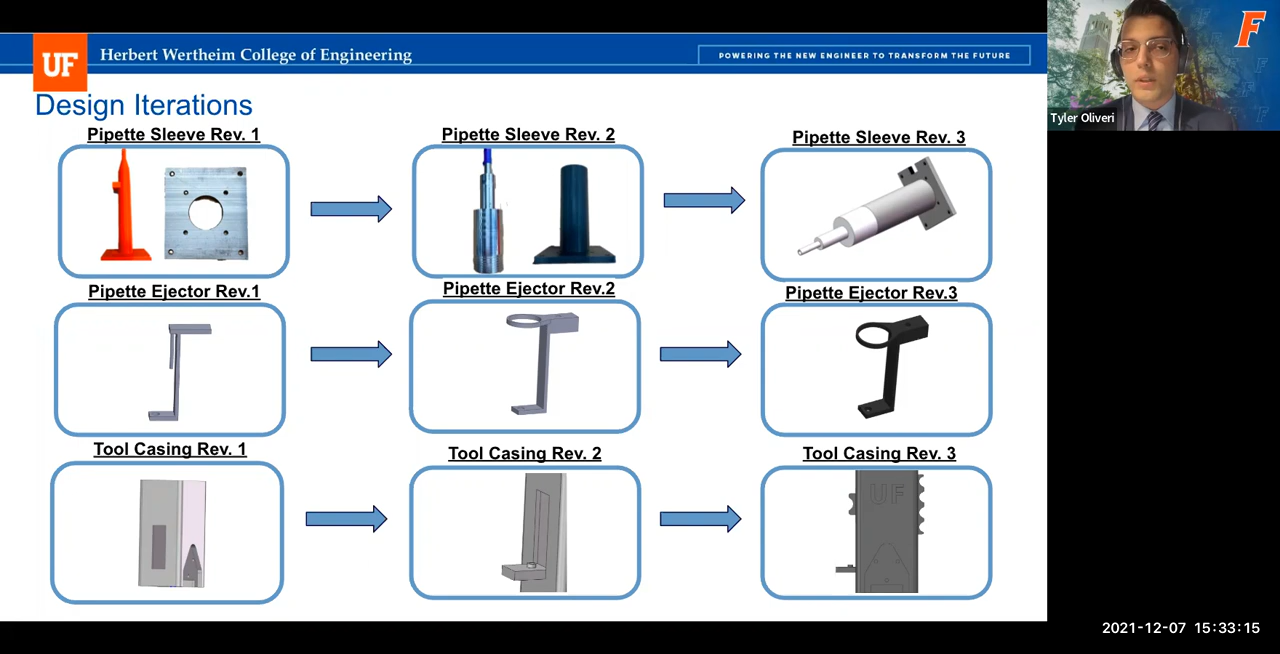 UF Herbert Wertheim College of Engineering
POWERING THE NEW ENGINEER TO TRANSFORM THE FUTURE
F
Tyler Oliveri
Design Iterations
Pipette Sleeve Rev. 1
Pipette Sleeve Rev. 2
Pipette Sleeve Rev. 3
Pipette Ejector Rev.1
Pipette Ejector Rev.2
Pipette Ejector Rev.3
Tool Casing Rev. 1
Tool Casing Rev. 2
Tool Casing Rev. 3
UF
2021-12-07 15:33:15